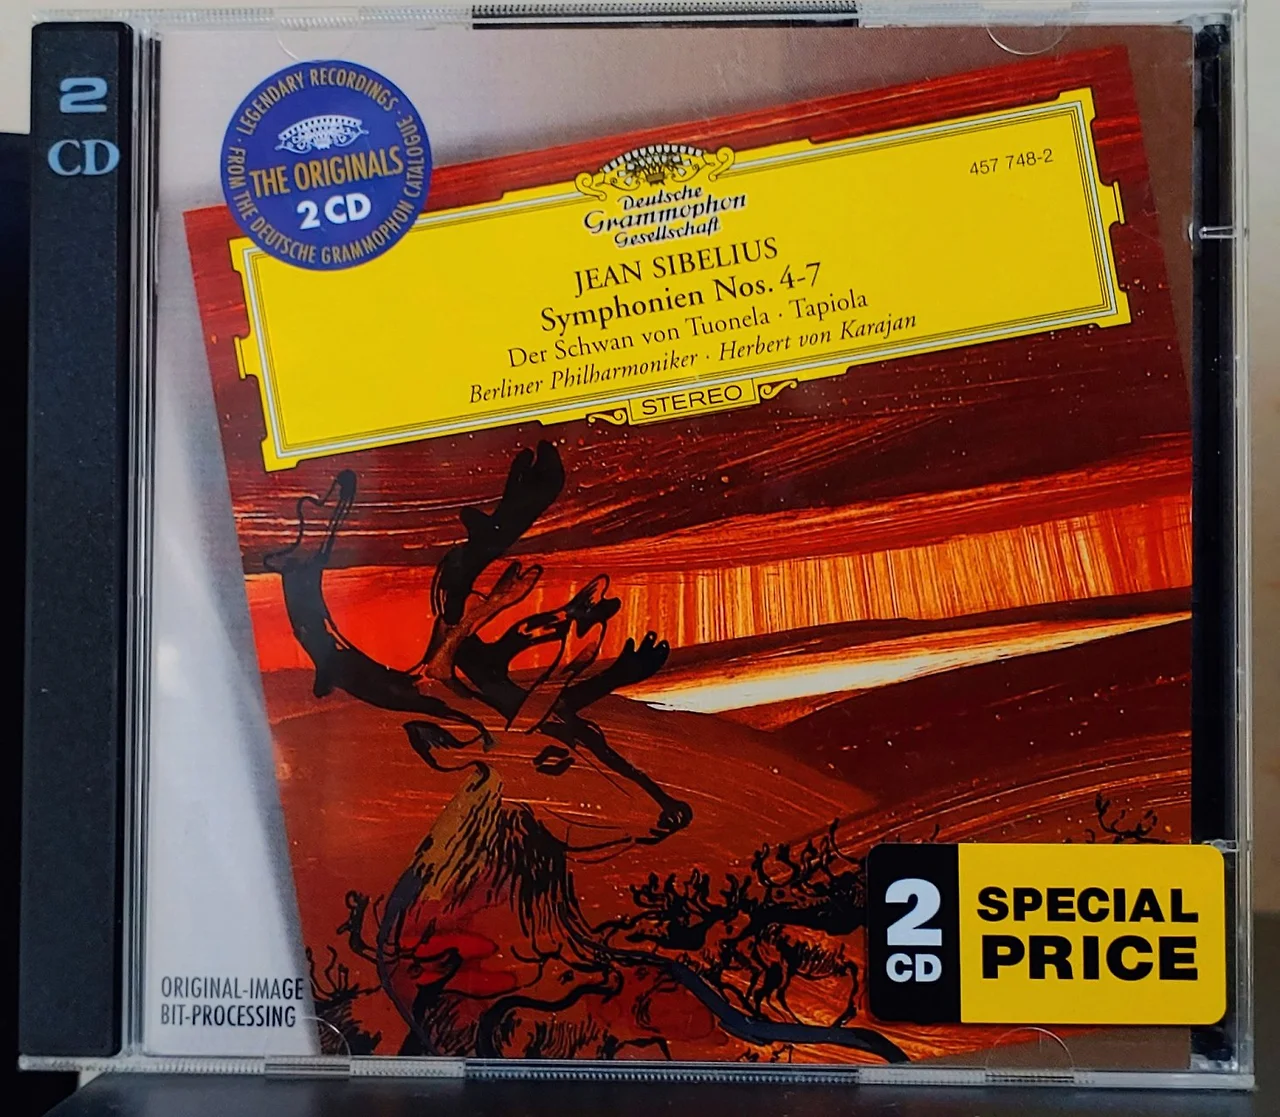 2
CD
· LEGENDARY RECORDINGS ·
FROM THE DEUTSCHE GRAMMOPHON CATALOGUE
THE ORIGINALS
2 CD
457 748-2
Deutsche
Grammophon
Gesellschaft
JEAN SIBELIUS
Symphonien Nos. 4-7
Der Schwan von Tuonela · Tapiola
Berliner Philharmoniker · Herbert von Karajan
STEREO
2
CD
SPECIAL
PRICE
ORIGINAL-IMAGE
BIT-PROCESSING